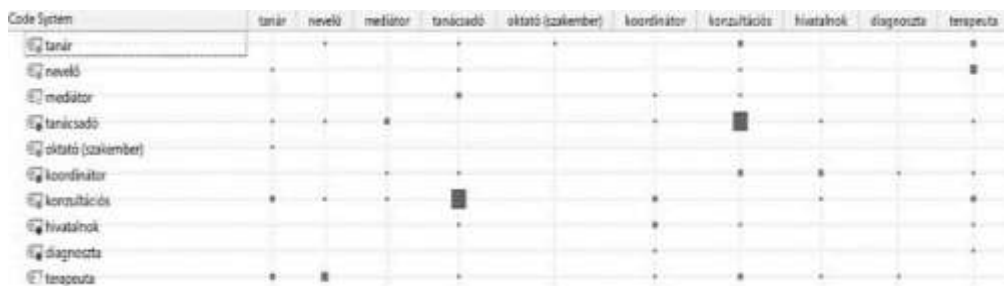 Code System tanár nevelő mediátor tanácsadó oktató (szakember) koordinátor konzultációs hivatalnok diagnoszta terapeuta
tanár
nevelő
mediátor
tanácsadó
oktató (szakember)
koordinátor
konzultációs
hivatalnok
diagnoszta
terapeuta